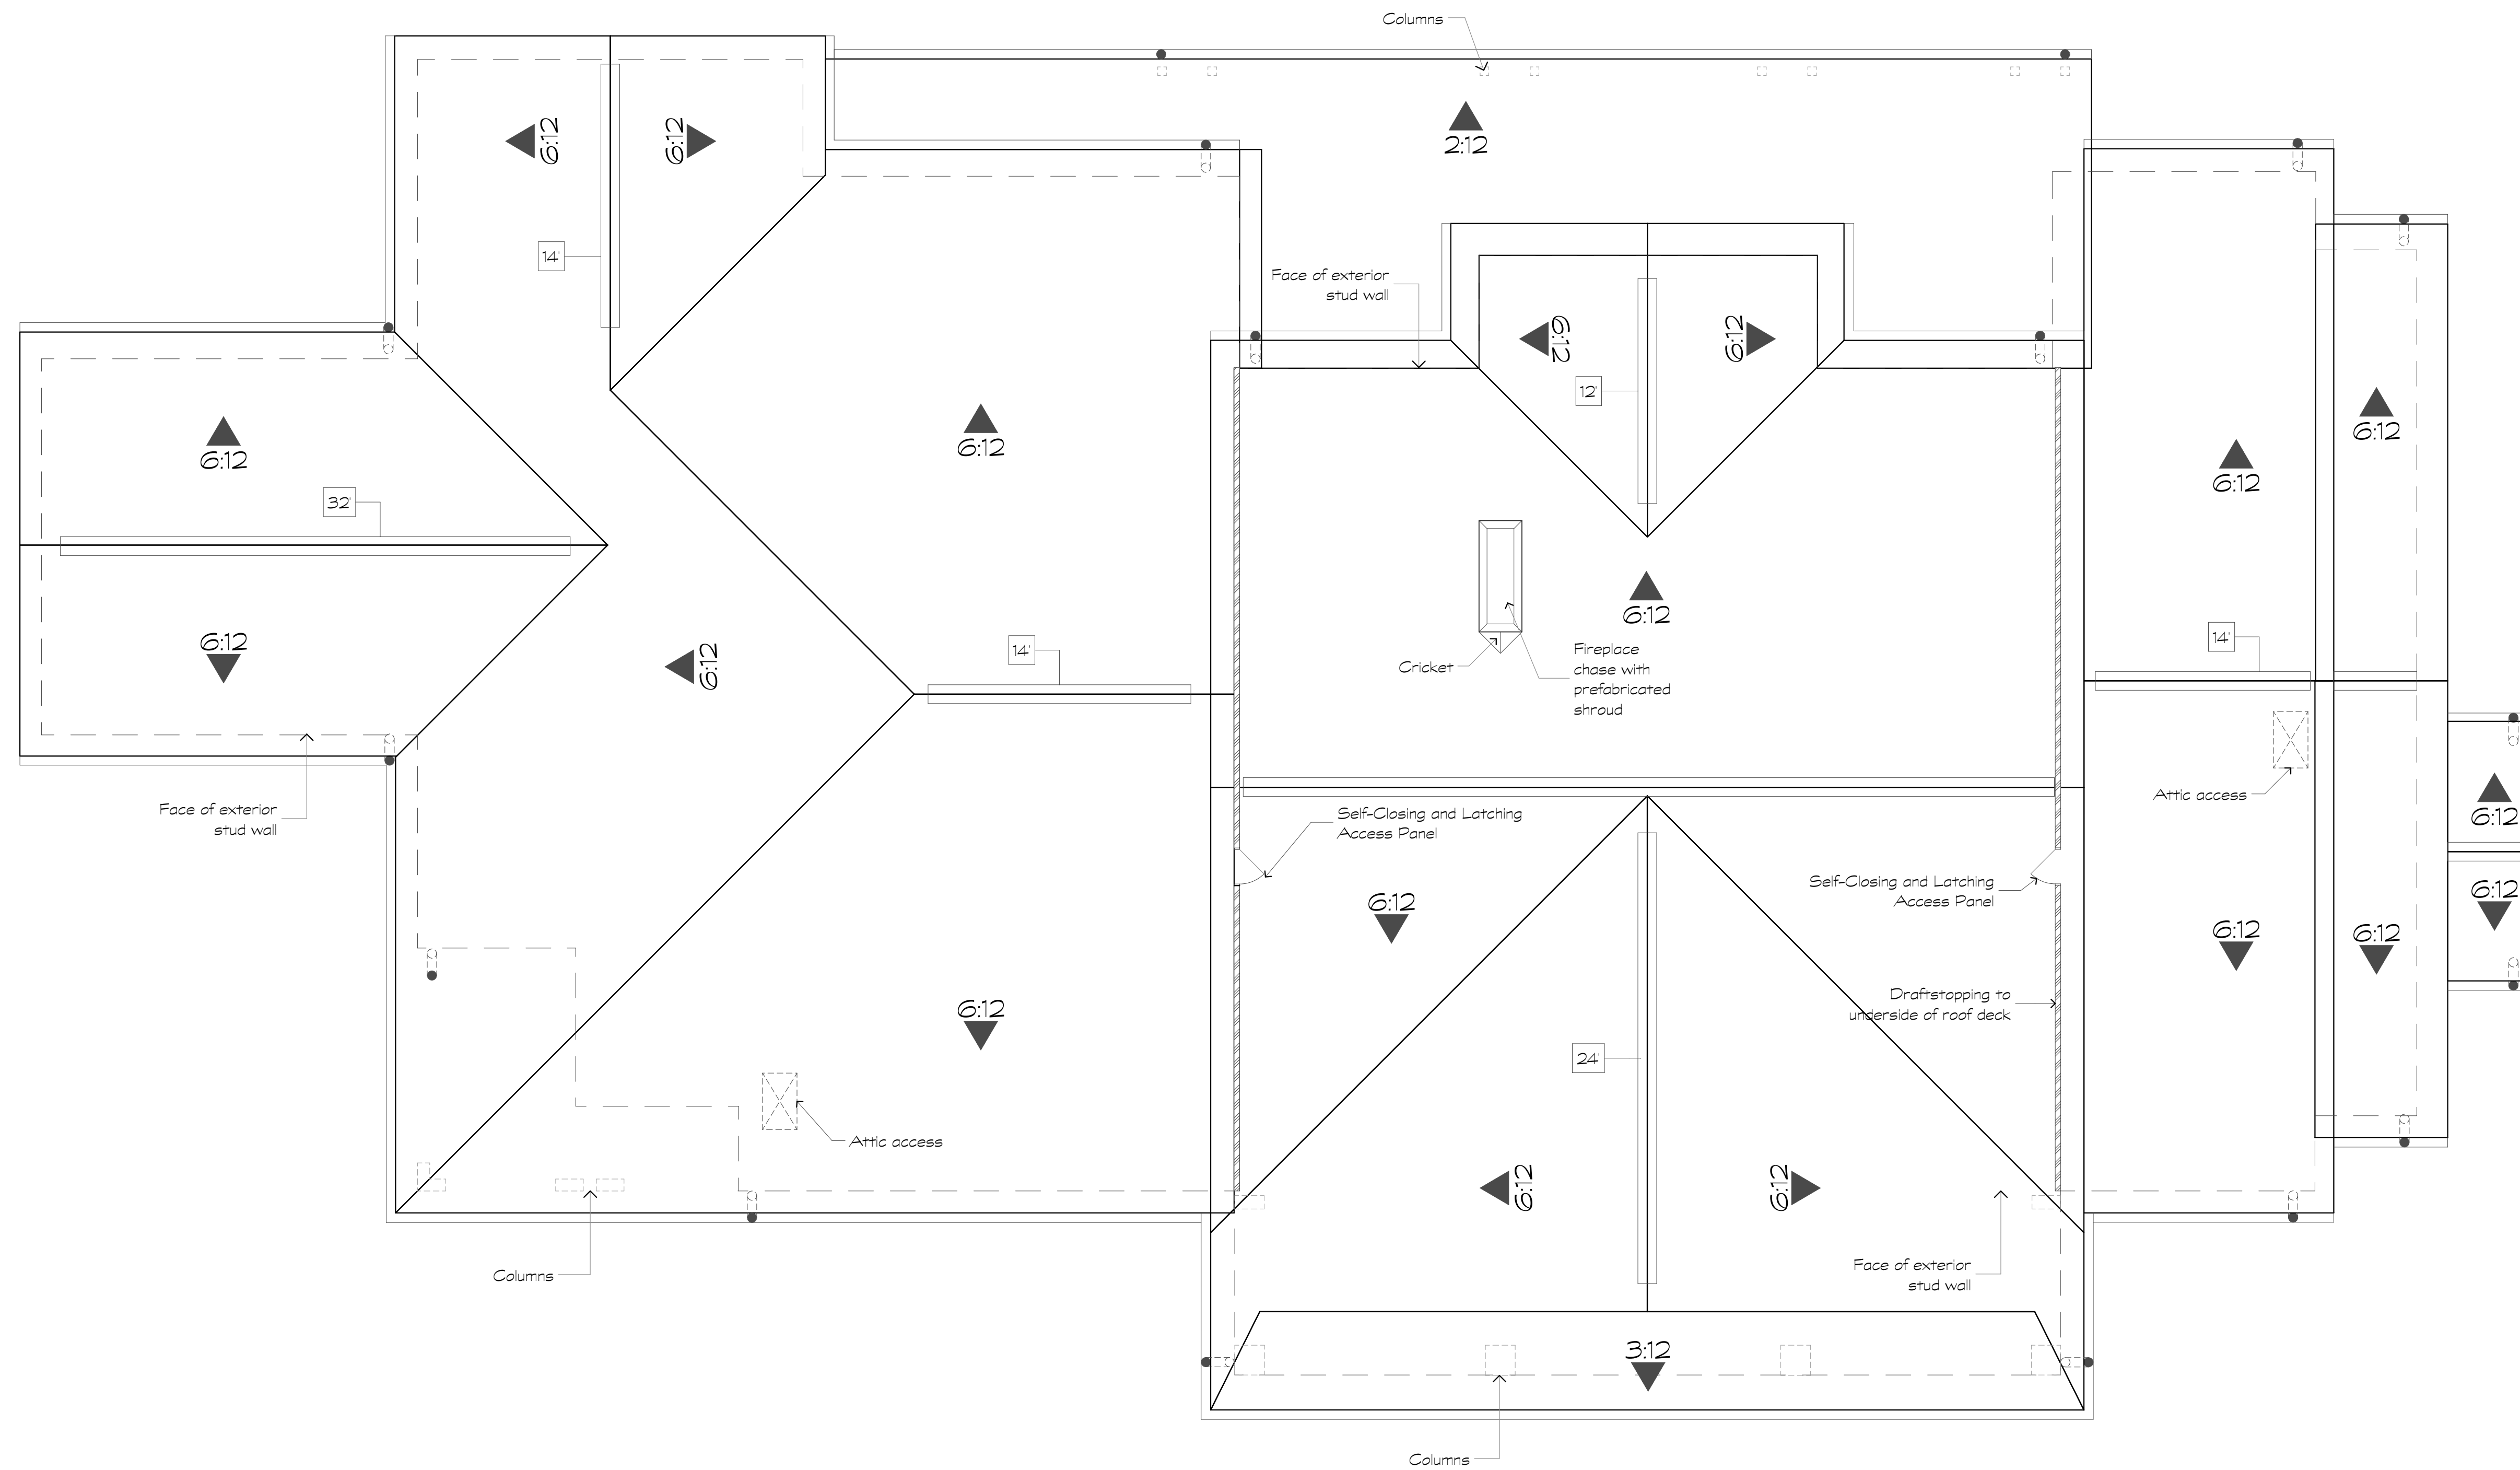 Columns
6:12
6:12
2:12
14'
Face of exterior
stud wall
6:12
6:12
12'
6:12
6:12
6:12
6:12
32'
6:12
6:12
14'
6:12
Cricket
Fireplace
chase with
prefabricated
shroud
14'
Attic access
Face of exterior
stud wall
Self-Closing and Latching
Access Panel
6:12
6:12
Self-Closing and Latching
Access Panel
6:12
6:12
6:12
6:12
Draftstopping to
underside of roof deck
24'
Attic access
6:12
6:12
Columns
Face of exterior
stud wall
3:12
Columns